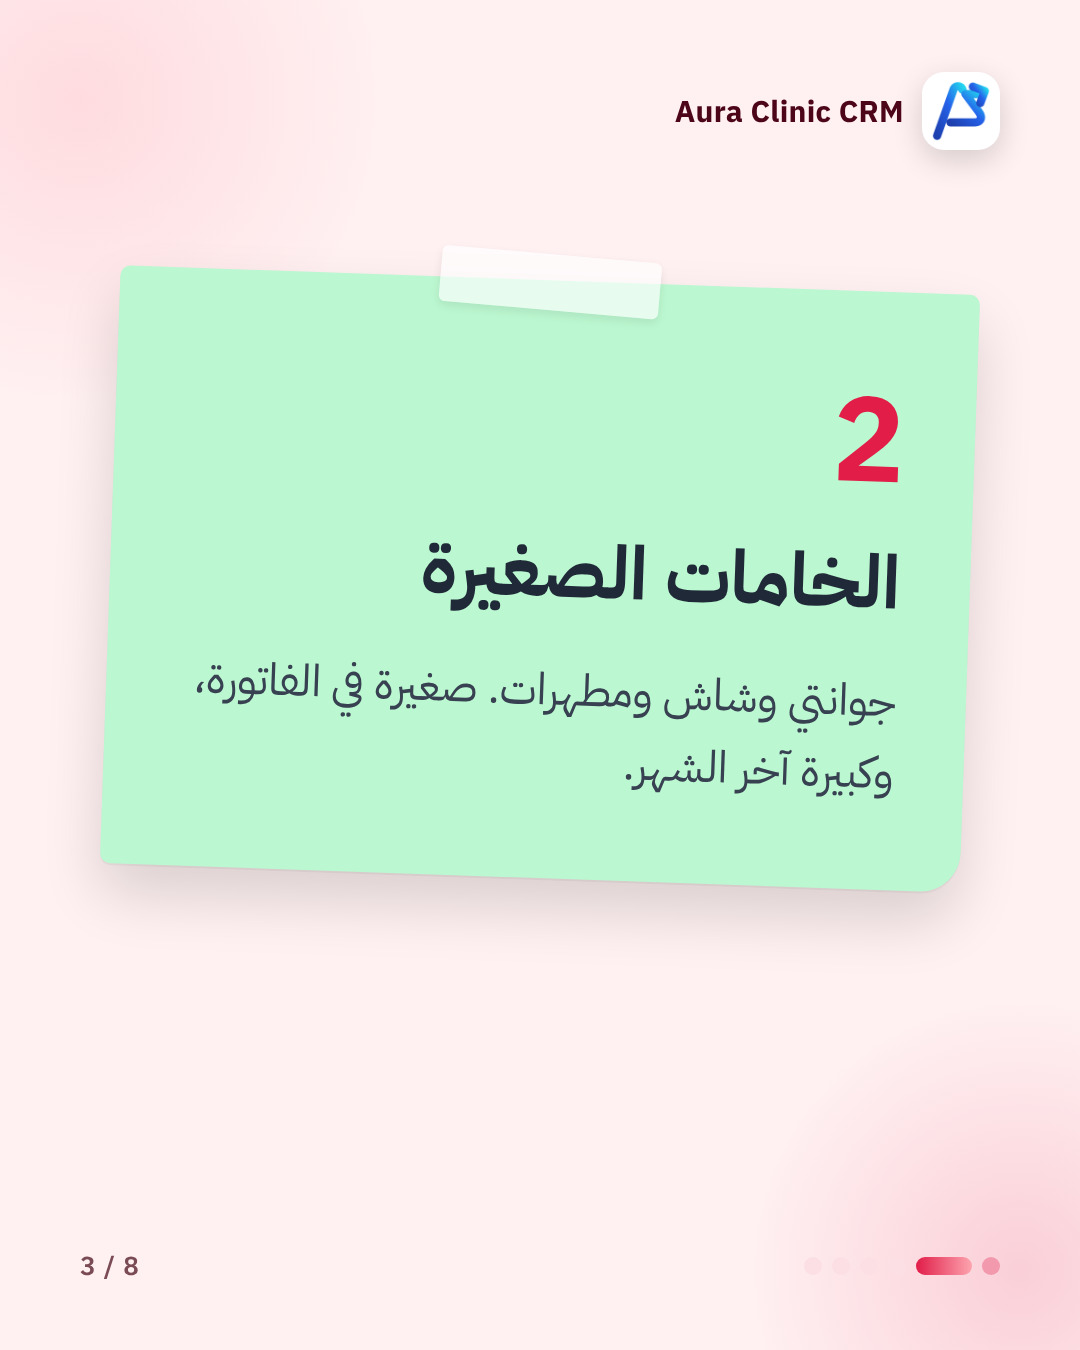 Aura Clinic CRM
2
الخامات الصغيرة
جوانتي وشاش ومطهرات. صغيرة في الفاتورة،
وكبيرة آخر الشهر.
3 / 8